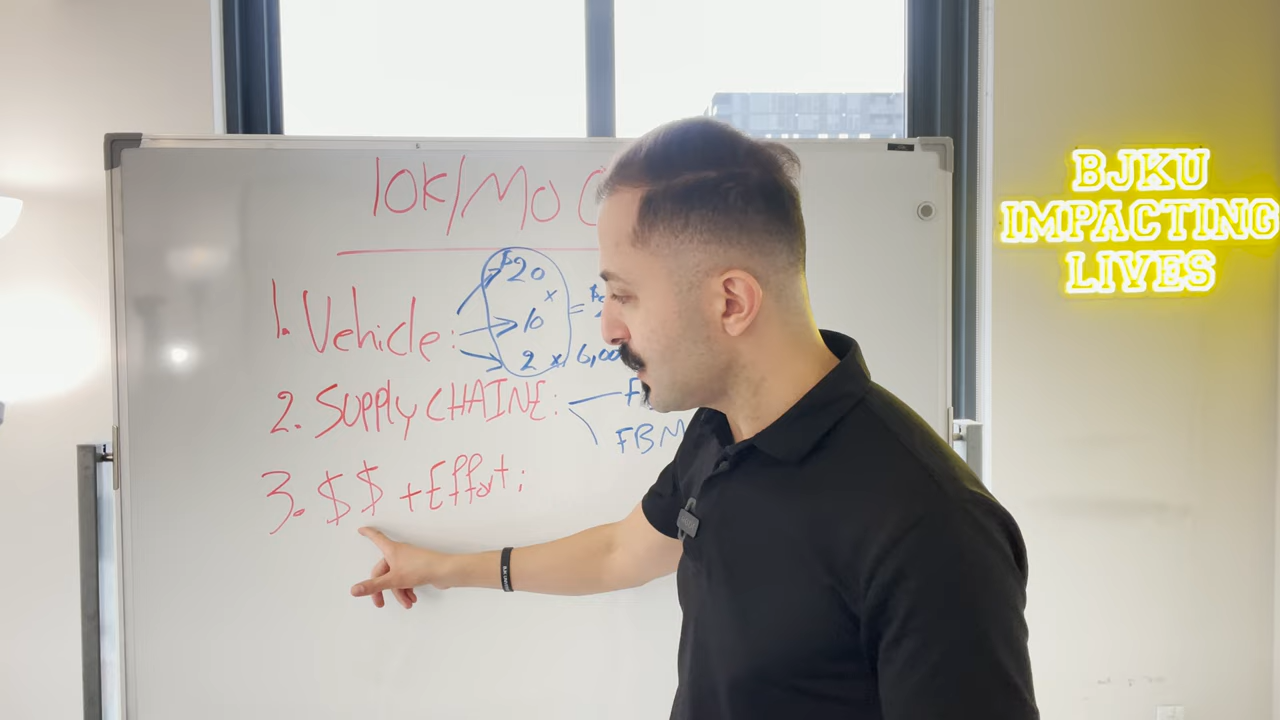 10K/MO
1. Vehicle:
$20
x
10
=
2 x 6,00
2. SUPPLY CHAINE:
F
FBM
3. $$ + Effort:
BJKU
IMPACTING
LIVES